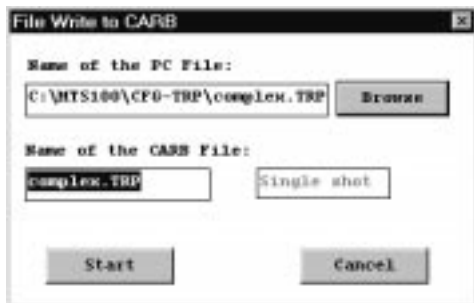 File Write to CARB
Name of the PC File:
C:\MTS100\CFG-TRP\complex.TRP Browse
Name of the CARB File:
complex.TRP Single shot
Start Cancel